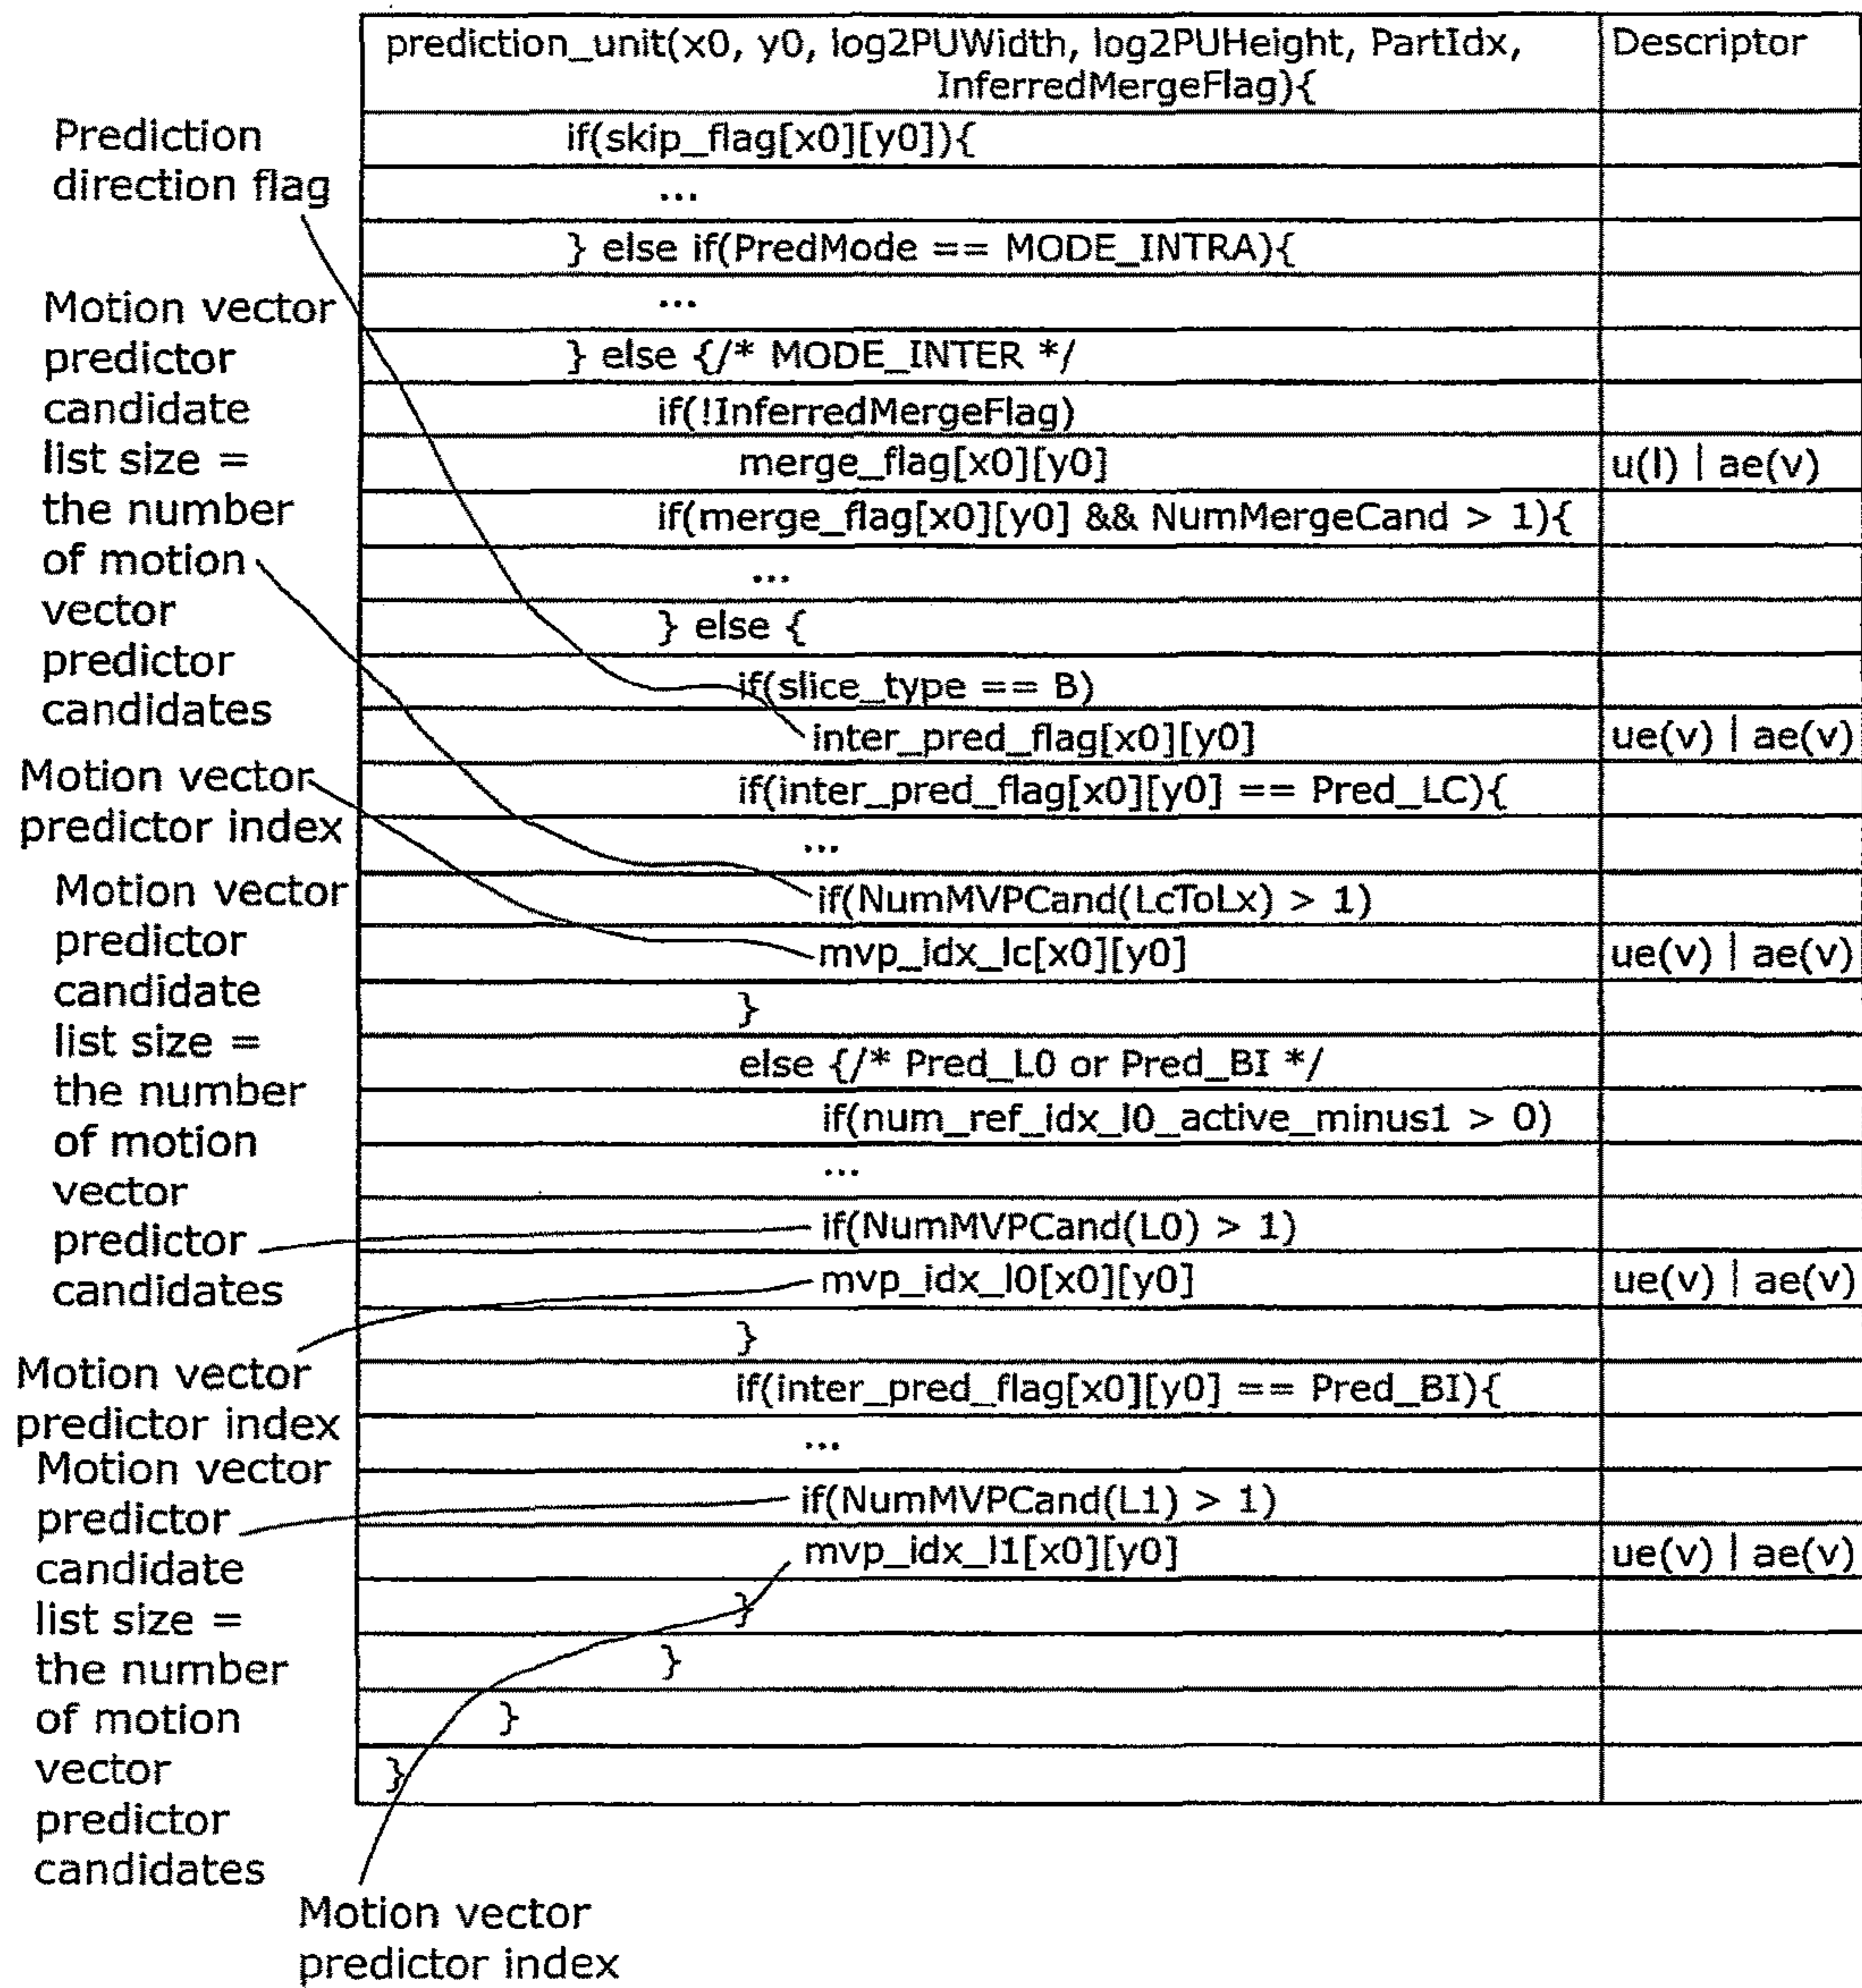 prediction_unit(x0, y0, log2PUWidth, log2PUHeight, PartIdx,
InferredMergeFlag){
Descriptor
if(skip_flag[x0][y0]){
...
} else if(PredMode == MODE_INTRA){
...
} else {/* MODE_INTER */
if(!InferredMergeFlag)
merge_flag[x0][y0]
u(l) | ae(v)
if(merge_flag[x0][y0] && NumMergeCand > 1){
...
} else {
if(slice_type == B)
inter_pred_flag[x0][y0]
ue(v) | ae(v)
if(inter_pred_flag[x0][y0] == Pred_LC){
...
if(NumMVPCand(LcToLx) > 1)
mvp_idx_lc[x0][y0]
ue(v) | ae(v)
}
else {/* Pred_L0 or Pred_BI */
if(num_ref_idx_l0_active_minus1 > 0)
...
if(NumMVPCand(L0) > 1)
mvp_idx_l0[x0][y0]
ue(v) | ae(v)
}
if(inter_pred_flag[x0][y0] == Pred_BI){
...
if(NumMVPCand(L1) > 1)
mvp_idx_l1[x0][y0]
ue(v) | ae(v)
}
}
}
}
Prediction
direction flag
Motion vector
predictor
candidate
list size =
the number
of motion
vector
predictor
candidates
Motion vector
predictor index
Motion vector
predictor
candidate
list size =
the number
of motion
vector
predictor
candidates
Motion vector
predictor index
Motion vector
predictor
candidate
list size =
the number
of motion
vector
predictor
candidates
Motion vector
predictor index